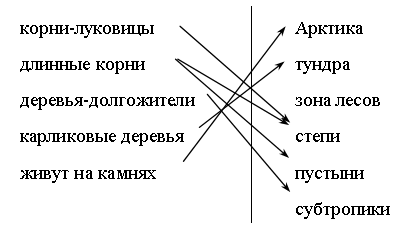 корни-луковицы
длинные корни
деревья-долгожители
карликовые деревья
живут на камнях
Арктика
тундра
зона лесов
степи
пустыни
субтропики